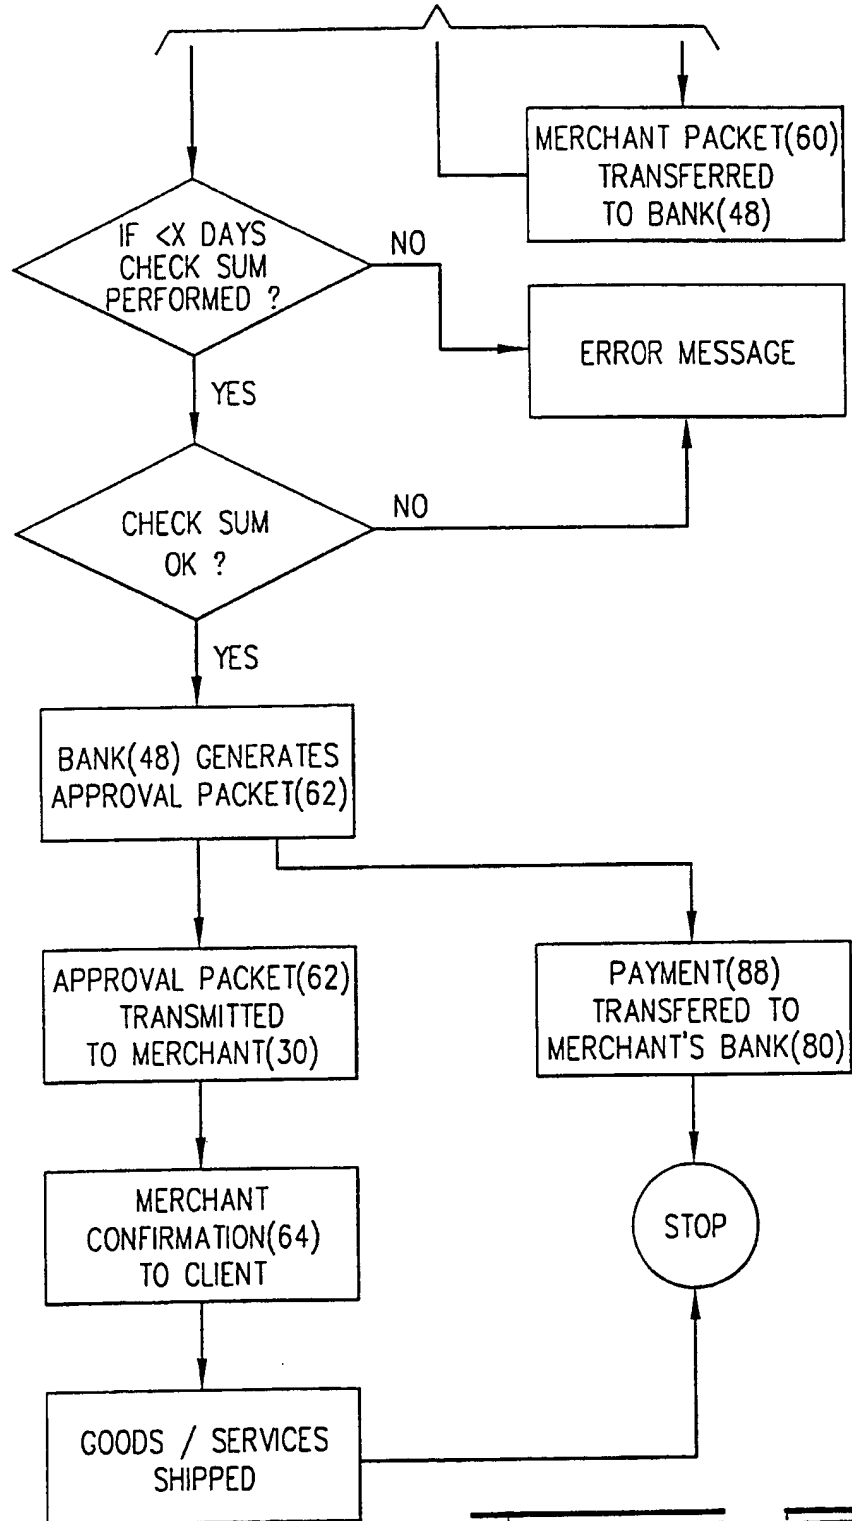 MERCHANT PACKET(60)
TRANSFERRED
TO BANK(48)
IF <X DAYS
CHECK SUM
PERFORMED ?
NO
ERROR MESSAGE
YES
CHECK SUM
OK ?
NO
YES
BANK(48) GENERATES
APPROVAL PACKET(62)
APPROVAL PACKET(62)
TRANSMITTED
TO MERCHANT(30)
PAYMENT(88)
TRANSFERED TO
MERCHANT'S BANK(80)
MERCHANT
CONFIRMATION(64)
TO CLIENT
STOP
GOODS / SERVICES
SHIPPED